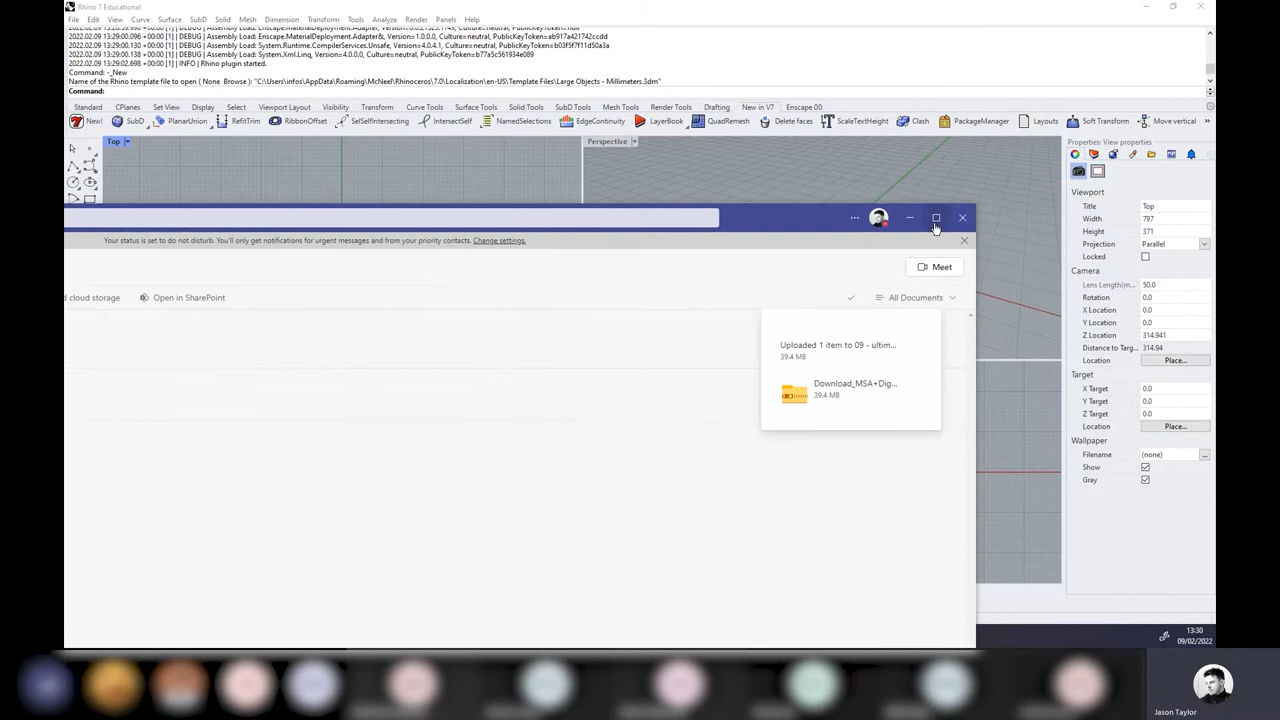 Rhino 7 Educational
File Edit View Curve Surface SubD Solid Mesh Dimension Transform Tools Analyze Render Panels Help
2022.02.09 13:29:00.096 +00:00 [1] | DEBUG | Assembly Load: Enscape.MaterialDeployment.Adapter&, Version=1.0.0.0, Culture=neutral, PublicKeyToken=ab917a421742ccdd
2022.02.09 13:29:00.130 +00:00 [1] | DEBUG | Assembly Load: System.Runtime.CompilerServices.Unsafe, Version=4.0.4.1, Culture=neutral, PublicKeyToken=b03f5f7f11d50a3a
2022.02.09 13:29:00.138 +00:00 [1] | DEBUG | Assembly Load: System.Xml.Linq, Version=4.0.0.0, Culture=neutral, PublicKeyToken=b77a5c561934e089
2022.02.09 13:29:02.698 +00:00 [1] | INFO | Rhino plugin started.
Command: -_New
Name of the Rhino template file to open ( None Browse ): "C:\Users\infos\AppData\Roaming\McNeel\Rhinoceros\7.0\Localization\en-US\Template Files\Large Objects - Millimeters.3dm"
Command:
Standard CPlanes Set View Display Select Viewport Layout Visibility Transform Curve Tools Surface Tools Solid Tools SubD Tools Mesh Tools Render Tools Drafting New in V7 Enscape 00
New! SubD PlanarUnion RefitTrim RibbonOffset SelSelfIntersecting IntersectSelf NamedSelections EdgeContinuity LayerBook QuadRemesh Delete faces ScaleTextHeight Clash PackageManager Layouts Soft Transform Move vertical »
Top
Perspective
Properties: View properties
Viewport
Title Top
Width 797
Height 371
Projection Parallel
Locked
Camera
Lens Length(m... 50.0
Rotation 0.0
X Location 0.0
Y Location 0.0
Z Location 314.941
Distance to Targ... 314.94
Location Place...
Target
X Target 0.0
Y Target 0.0
Z Target 0.0
Location Place...
Wallpaper
Filename (none) ...
Show
Gray
Your status is set to do not disturb. You'll only get notifications for urgent messages and from your priority contacts. Change settings.
Meet
d cloud storage Open in SharePoint All Documents
Uploaded 1 item to 09 - ultim...
39.4 MB
Download_MSA+Dig...
39.4 MB
13:30
09/02/2022
Jason Taylor